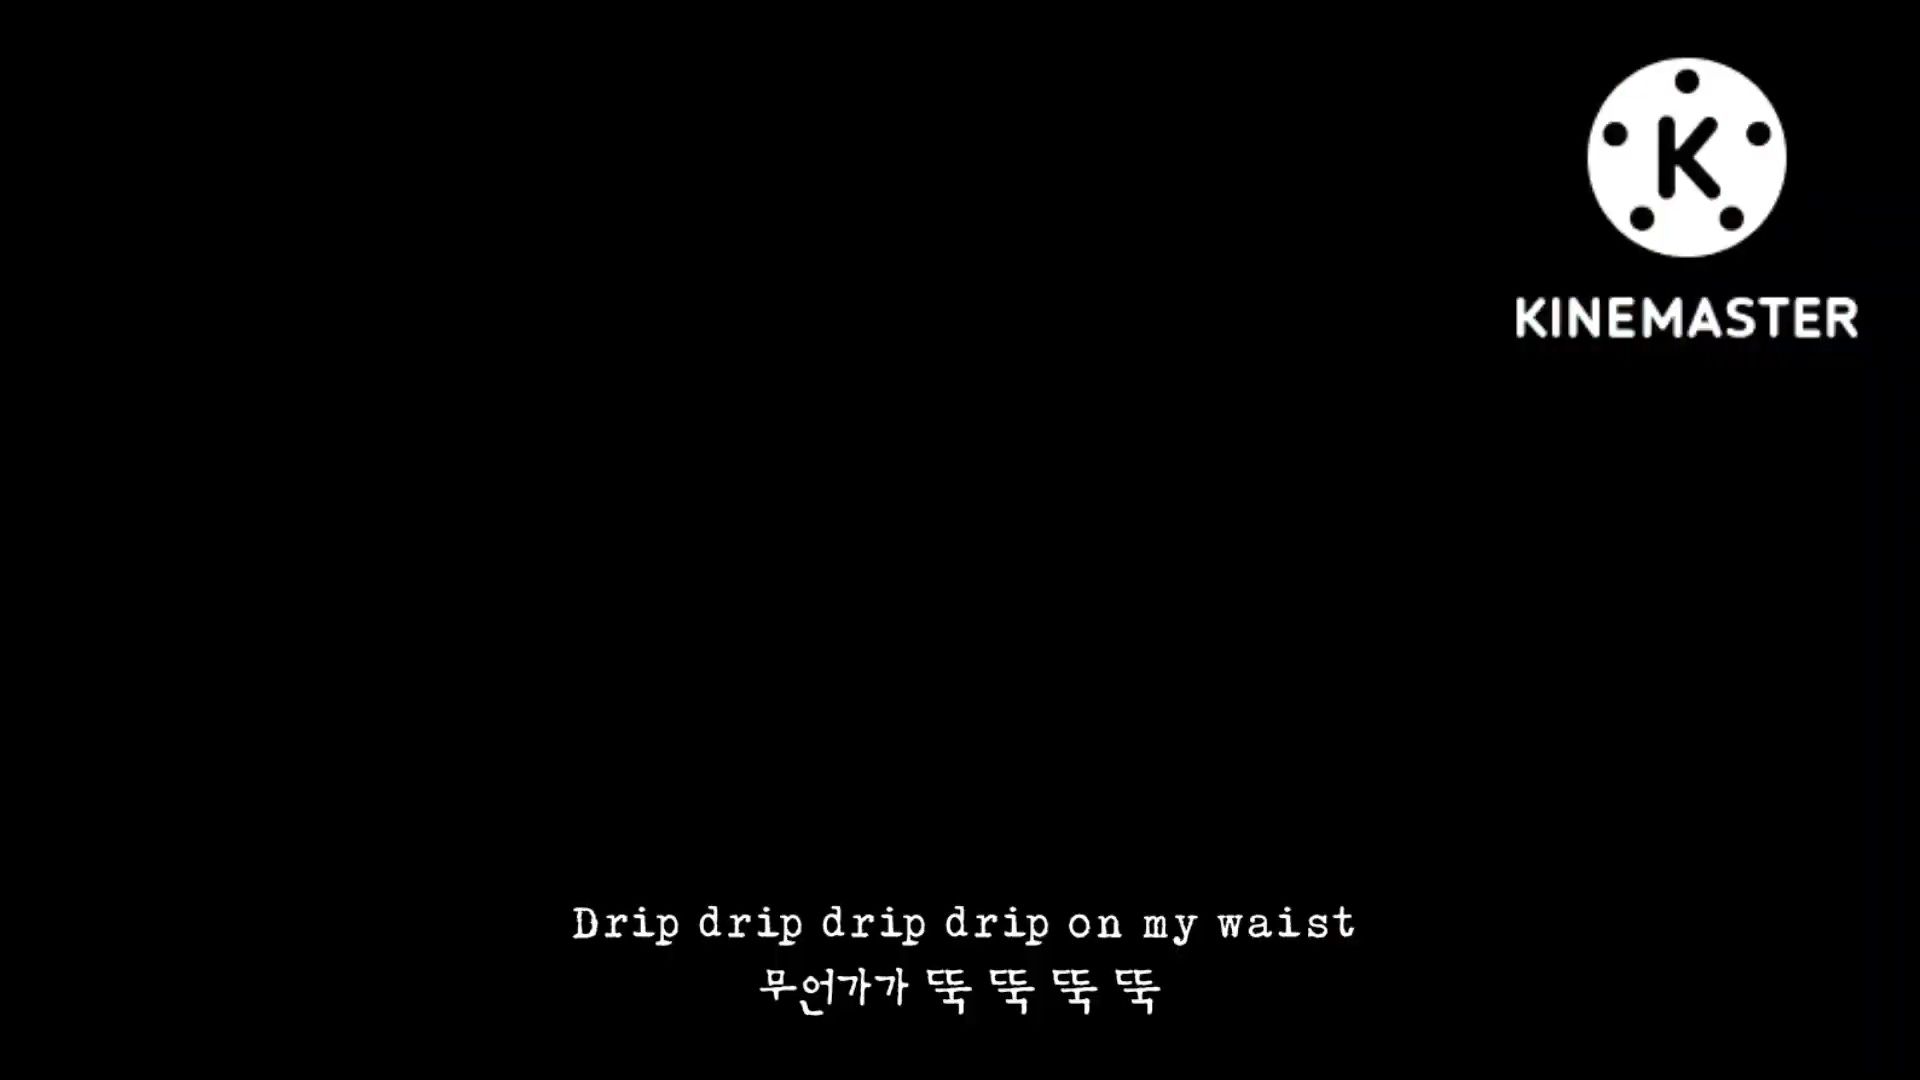 K
KINEMASTER
Drip drip drip drip on my waist
무언가가 뚝 뚝 뚝 뚝